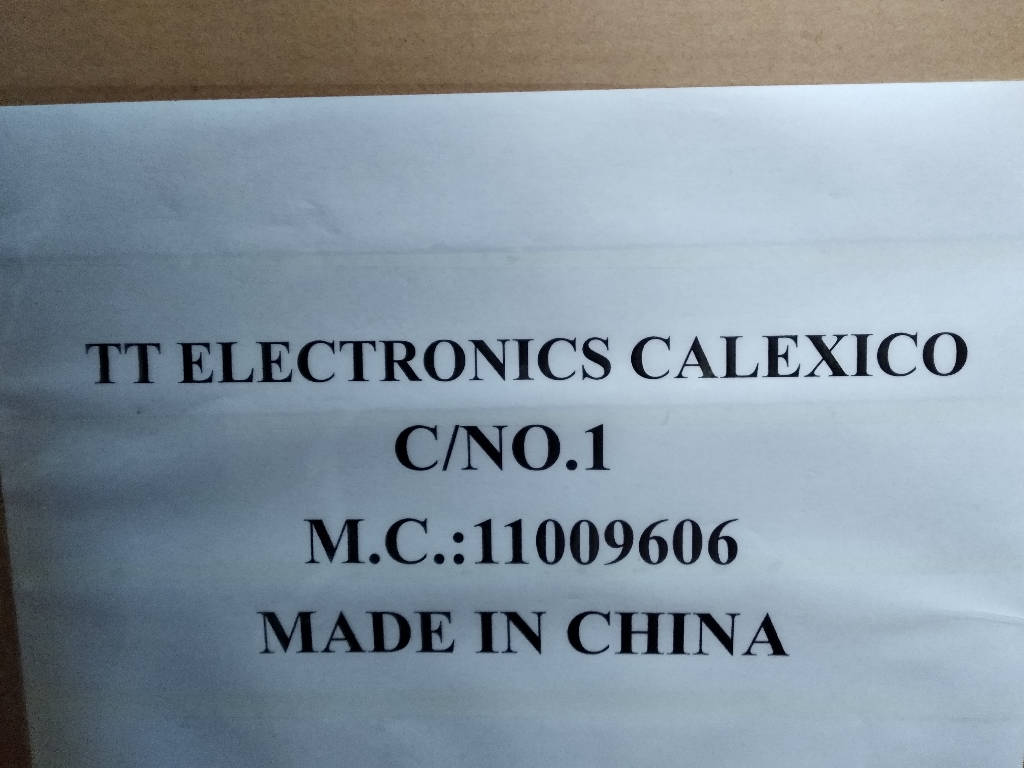 TT ELECTRONICS CALEXICO
C/NO.1
M.C.:11009606
MADE IN CHINA